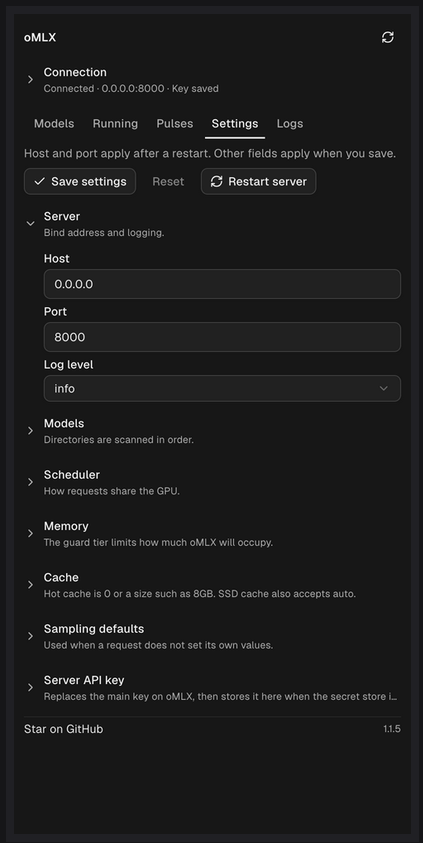 oMLX
Connection
Connected · 0.0.0.0:8000 · Key saved
Models Running Pulses Settings Logs
Host and port apply after a restart. Other fields apply when you save.
Save settings Reset Restart server
Server
Bind address and logging.
Host
0.0.0.0
Port
8000
Log level
info
Models
Directories are scanned in order.
Scheduler
How requests share the GPU.
Memory
The guard tier limits how much oMLX will occupy.
Cache
Hot cache is 0 or a size such as 8GB. SSD cache also accepts auto.
Sampling defaults
Used when a request does not set its own values.
Server API key
Replaces the main key on oMLX, then stores it here when the secret store i…
Star on GitHub 1.1.5